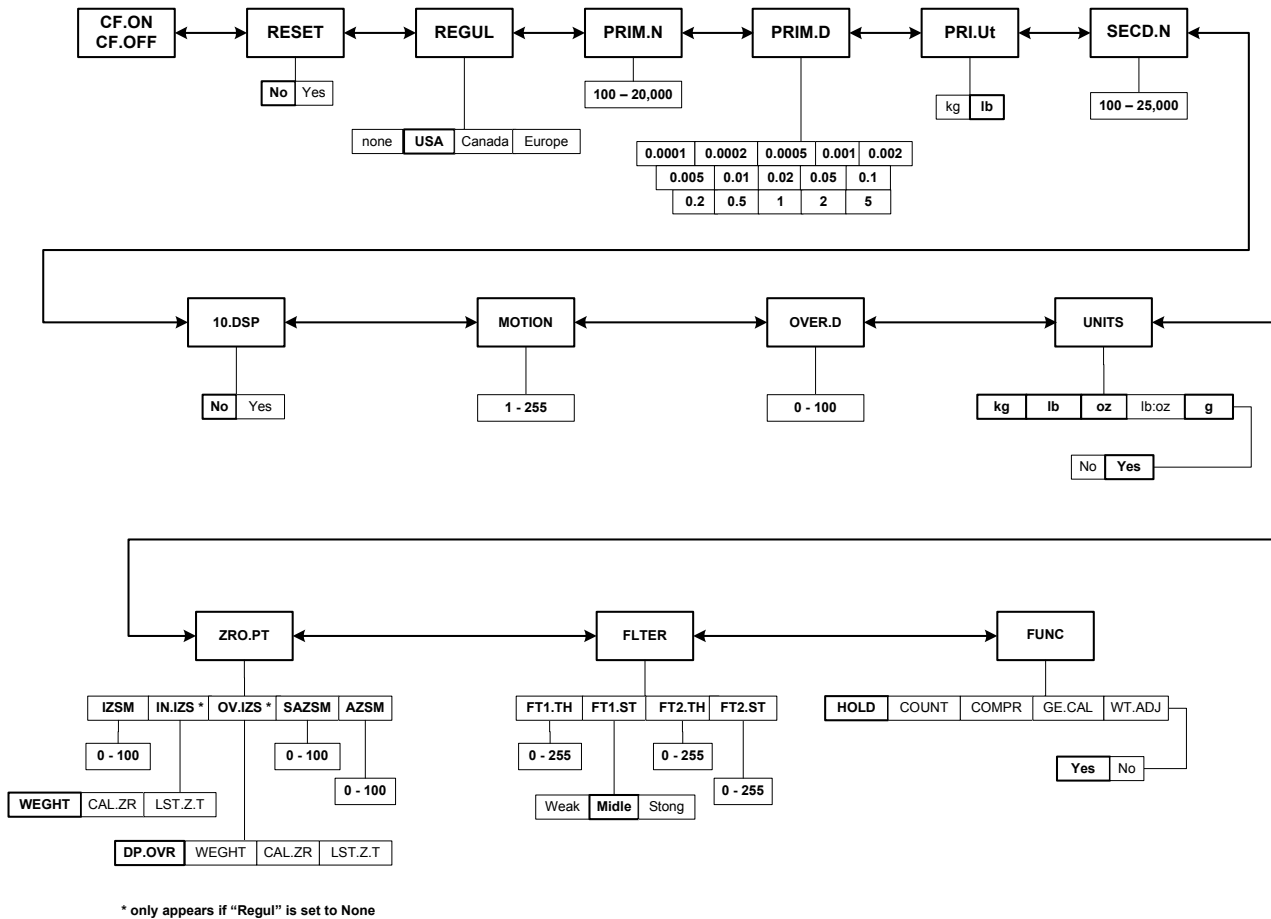 CF.ON
CF.OFF
RESET
REGUL
PRIM.N
PRIM.D
PRI.Ut
SECD.N
No Yes
none USA Canada Europe
100 – 20,000
0.0001 0.0002 0.0005 0.001 0.002
0.005 0.01 0.02 0.05 0.1
0.2 0.5 1 2 5
kg lb
100 – 25,000
10.DSP
MOTION
OVER.D
UNITS
No Yes
1 - 255
0 - 100
kg lb oz lb:oz g
No Yes
ZRO.PT
FLTER
FUNC
IZSM IN.IZS * OV.IZS * SAZSM AZSM
0 - 100
0 - 100
0 - 100
WEGHT CAL.ZR LST.Z.T
DP.OVR WEGHT CAL.ZR LST.Z.T
FT1.TH FT1.ST FT2.TH FT2.ST
0 - 255
0 - 255
0 - 255
Weak Midle Stong
HOLD COUNT COMPR GE.CAL WT.ADJ
Yes No
* only appears if “Regul” is set to None